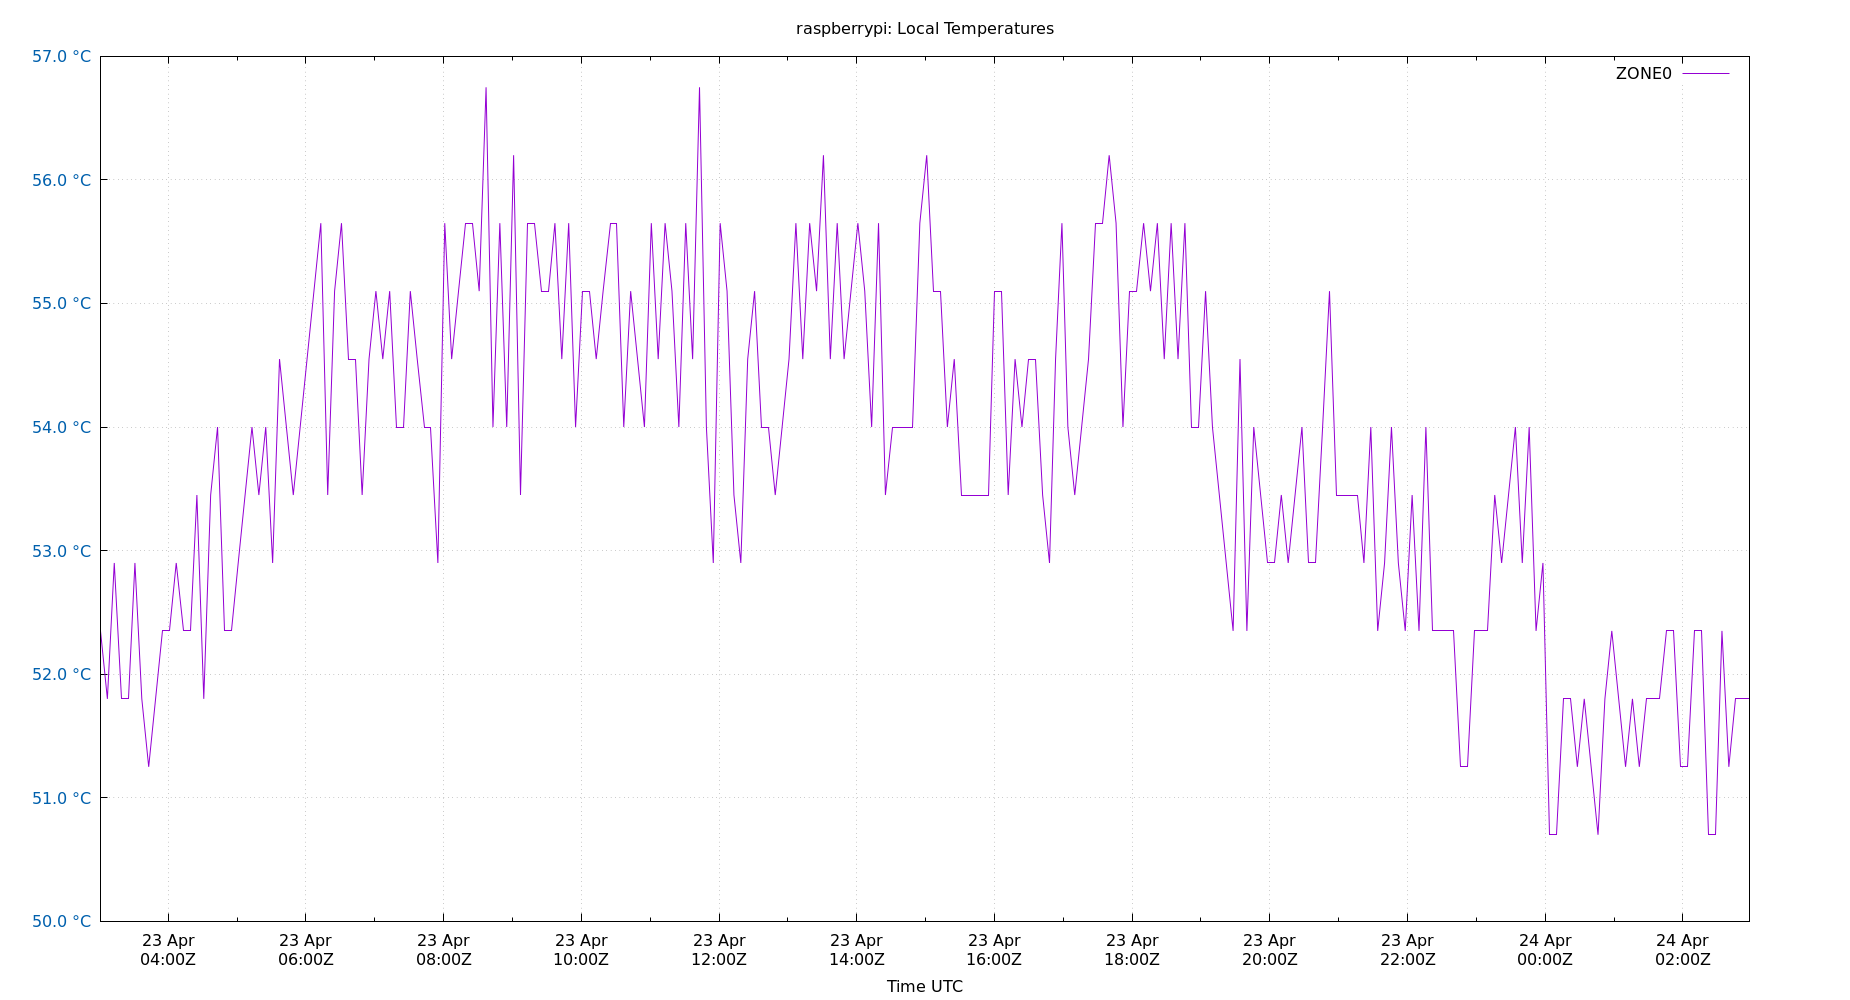 raspberrypi: Local Temperatures
57.0 °C
ZONE0
56.0 °C
55.0 °C
54.0 °C
53.0 °C
52.0 °C
51.0 °C
50.0 °C
23 Apr 23 Apr 23 Apr 23 Apr 23 Apr 23 Apr 23 Apr 23 Apr 23 Apr 23 Apr 24 Apr 24 Apr
04:00Z 06:00Z 08:00Z 10:00Z 12:00Z 14:00Z 16:00Z 18:00Z 20:00Z 22:00Z 00:00Z 02:00Z
Time UTC